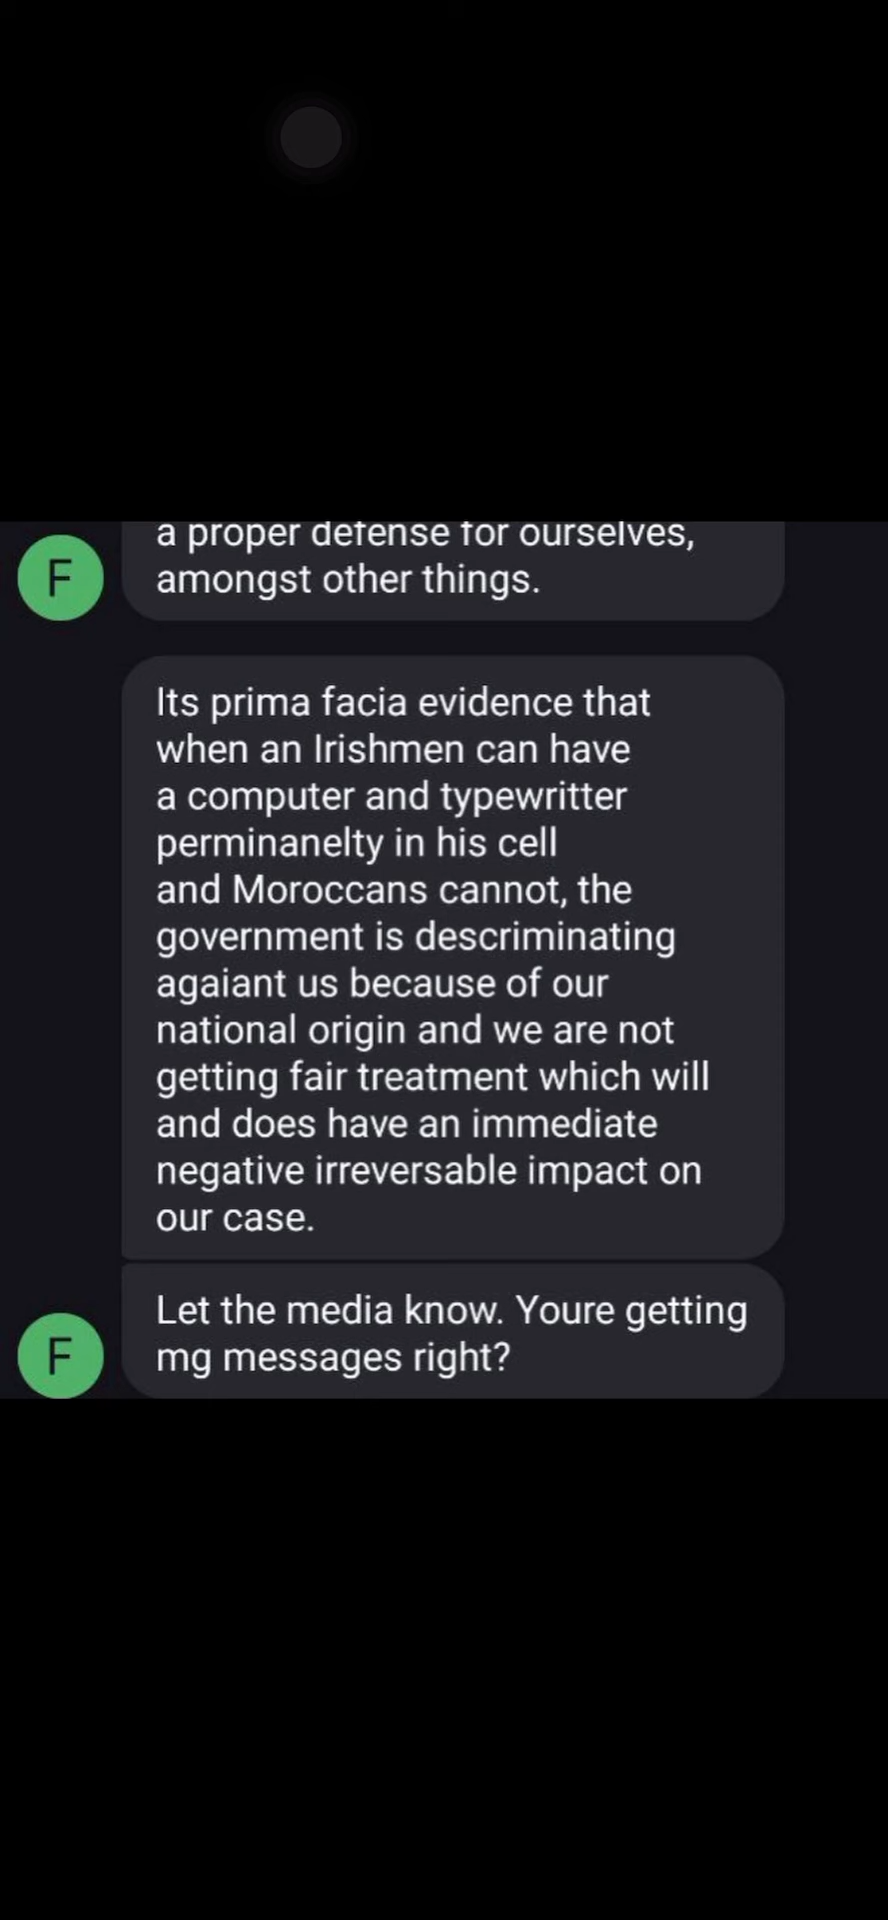 a proper defense for ourselves,
amongst other things.
F
Its prima facia evidence that
when an Irishmen can have
a computer and typewritter
perminanelty in his cell
and Moroccans cannot, the
government is descriminating
agaiant us because of our
national origin and we are not
getting fair treatment which will
and does have an immediate
negative irreversable impact on
our case.
Let the media know. Youre getting
mg messages right?
F